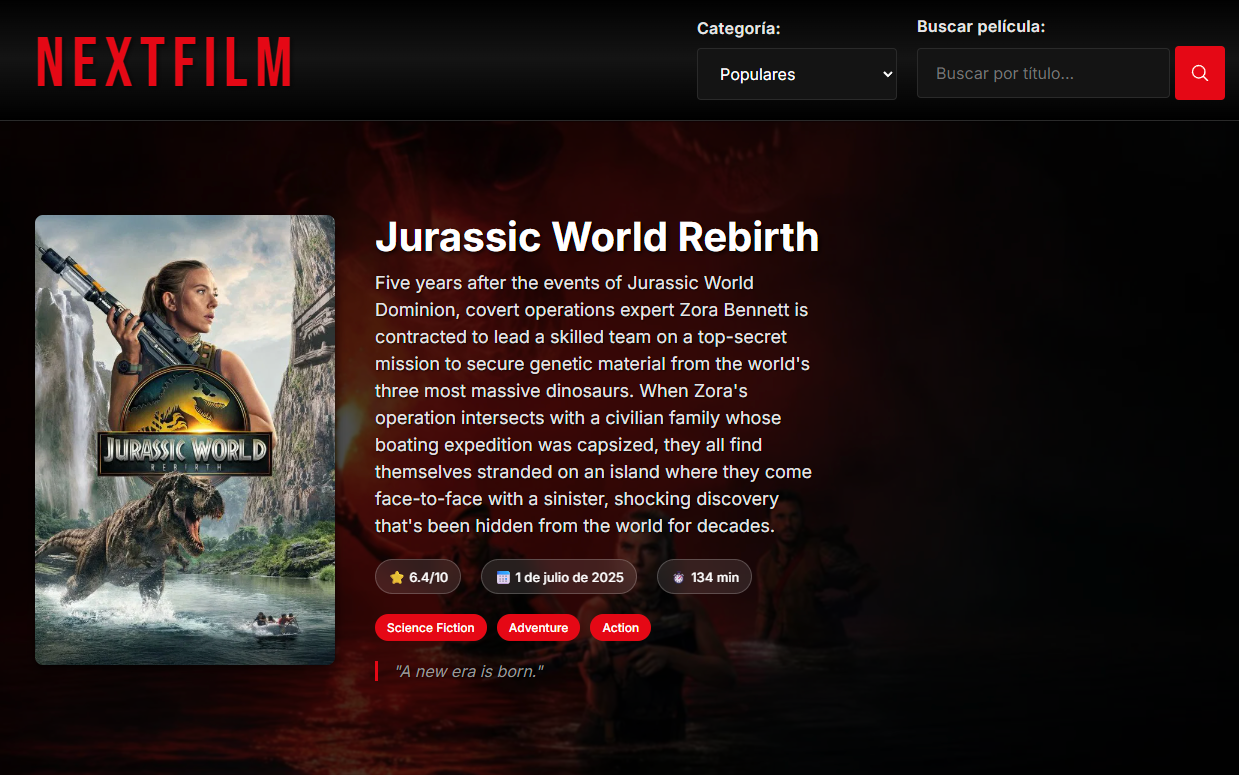 NEXTFILM
Categoría:
Populares
Buscar película:
Buscar por título...
JURASSIC WORLD
REBIRTH
Jurassic World Rebirth
Five years after the events of Jurassic World
Dominion, covert operations expert Zora Bennett is
contracted to lead a skilled team on a top-secret
mission to secure genetic material from the world's
three most massive dinosaurs. When Zora's
operation intersects with a civilian family whose
boating expedition was capsized, they all find
themselves stranded on an island where they come
face-to-face with a sinister, shocking discovery
that's been hidden from the world for decades.
6.4/10
1 de julio de 2025
134 min
Science Fiction
Adventure
Action
"A new era is born."